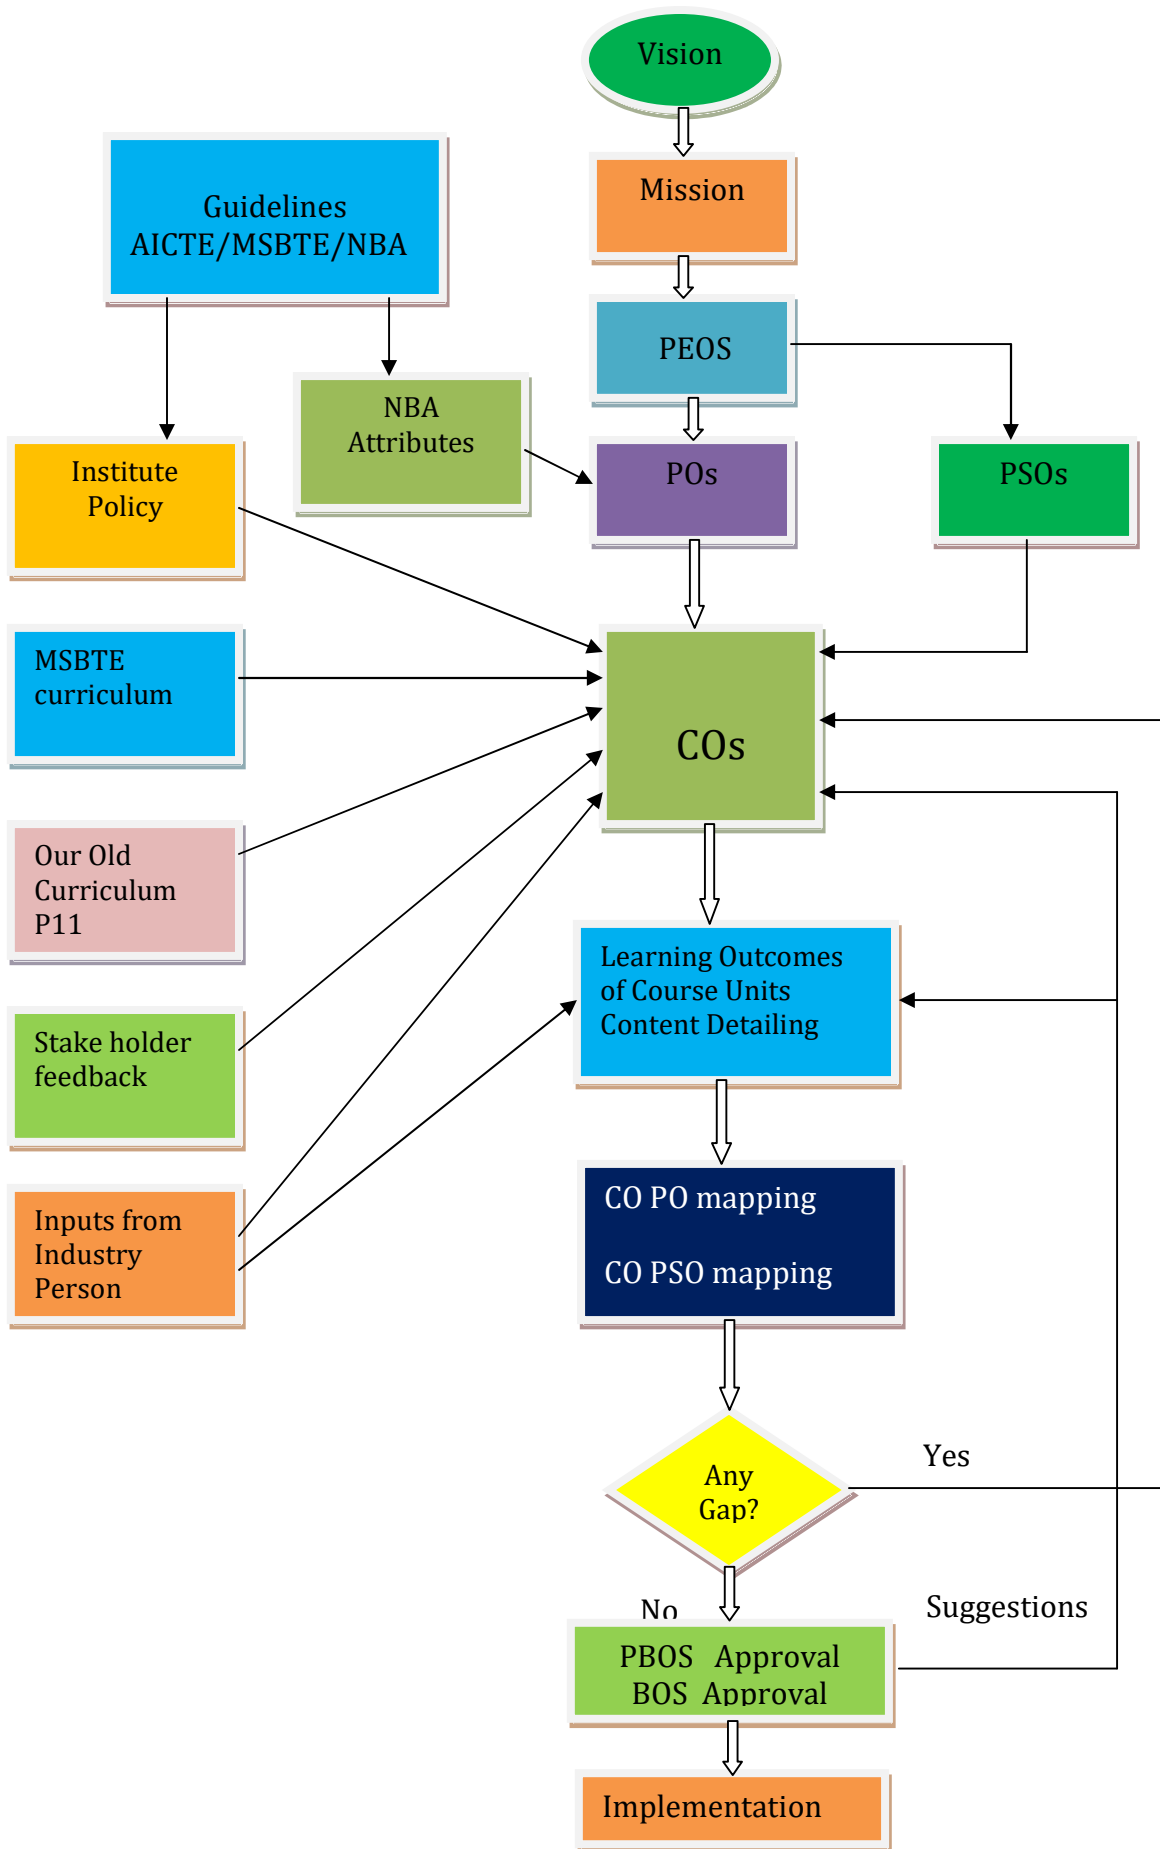 Vision
Mission
Guidelines
AICTE/MSBTE/NBA
PEOS
NBA
Attributes
POs
PSOs
Institute
Policy
MSBTE
curriculum
COs
Our Old
Curriculum
P11
Learning Outcomes
of Course Units
Content Detailing
Stake holder
feedback
CO PO mapping
CO PSO mapping
Inputs from
Industry
Person
Any
Gap?
Yes
No
Suggestions
PBOS Approval
BOS Approval
Implementation